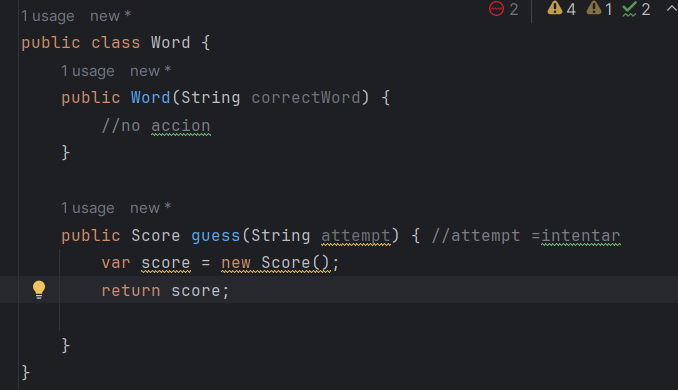 1 usage new *
2 4 1 2
public class Word {
1 usage new *
public Word(String correctWord) {
//no accion
}
1 usage new *
public Score guess(String attempt) { //attempt =intentar
var score = new Score();
return score;
}
}